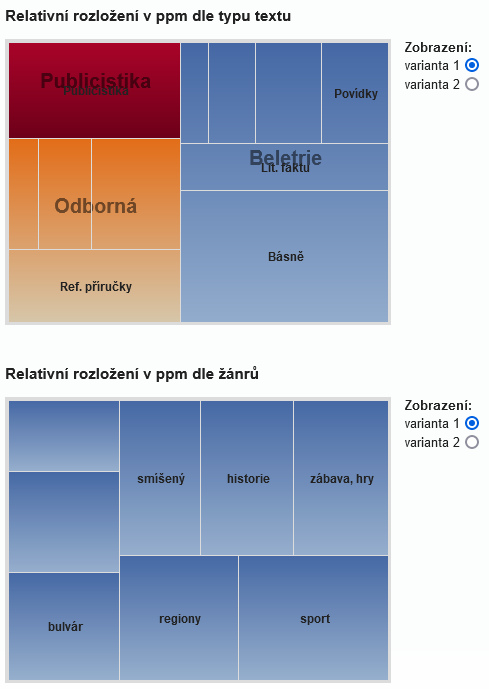 Relativní rozložení v ppm dle typu textu
Zobrazení:
varianta 1
varianta 2
Publicistika
Publicistika
Povídky
Beletrie
Lit. faktu
Odborná
Básně
Ref. příručky
Relativní rozložení v ppm dle žánrů
Zobrazení:
varianta 1
varianta 2
smíšený
historie
zábava, hry
bulvár
regiony
sport